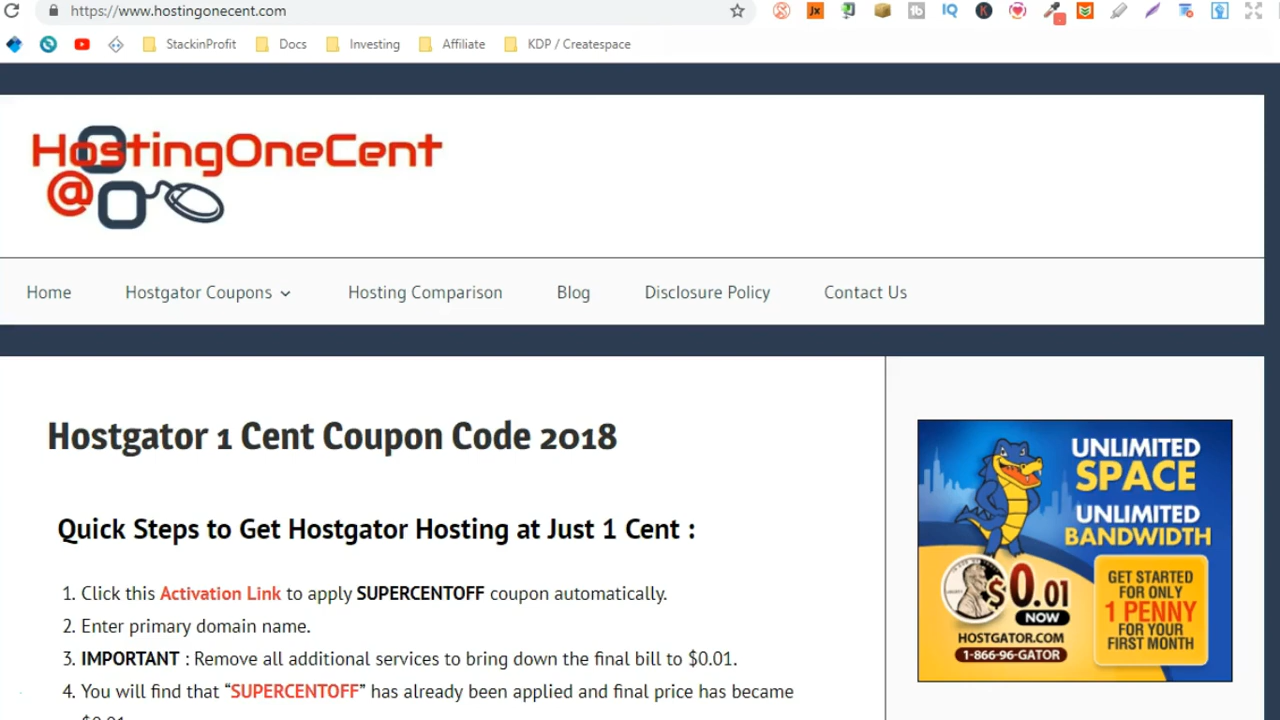 https://www.hostingonecent.com
StackinProfit Docs Investing Affiliate KDP / Createspace
HostingOneCent
@
Home Hostgator Coupons Hosting Comparison Blog Disclosure Policy Contact Us
Hostgator 1 Cent Coupon Code 2018
Quick Steps to Get Hostgator Hosting at Just 1 Cent :
1. Click this Activation Link to apply SUPERCENTOFF coupon automatically.
2. Enter primary domain name.
3. IMPORTANT : Remove all additional services to bring down the final bill to $0.01.
4. You will find that “SUPERCENTOFF” has already been applied and final price has became
$0.01
UNLIMITED
SPACE
UNLIMITED
BANDWIDTH
$0.01
NOW
HOSTGATOR.COM
1-866-96-GATOR
GET STARTED
FOR ONLY
1 PENNY
FOR YOUR
FIRST MONTH